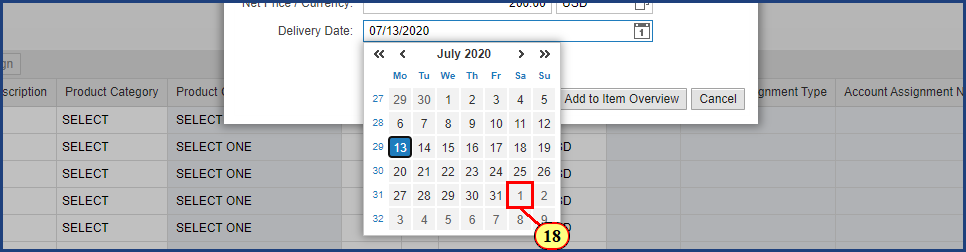 Net Price / Currency: 200.00 USD
Delivery Date: 07/13/2020 1
« ‹ July 2020 › »
Mo Tu We Th Fr Sa Su
27 29 30 1 2 3 4 5
28 6 7 8 9 10 11 12
29 13 14 15 16 17 18 19
30 20 21 22 23 24 25 26
31 27 28 29 30 31 1 2
32 3 4 5 6 7 8 9
18
Add to Item Overview Cancel
gn
scription Product Category Product C gnment Type Account Assignment N
SELECT SELECT ONE
SELECT SELECT ONE SD
SELECT SELECT ONE SD
SELECT SELECT ONE SD
SELECT SELECT ONE SD